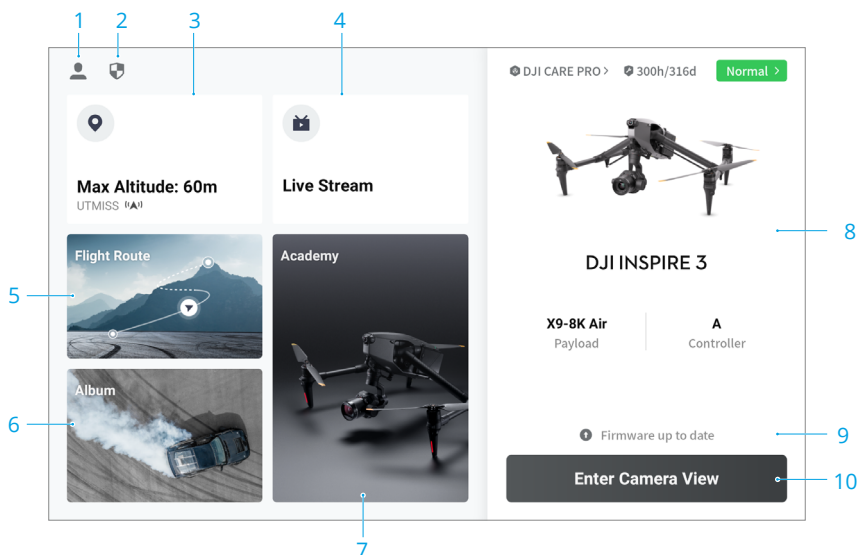 1
2
3
4
DJI CARE PRO >
300h/316d
Normal >
Max Altitude: 60m
UTMISS
Live Stream
Flight Route
Academy
5
Album
6
7
DJI INSPIRE 3
8
X9-8K Air
A
Payload
Controller
Firmware up to date
9
Enter Camera View
10